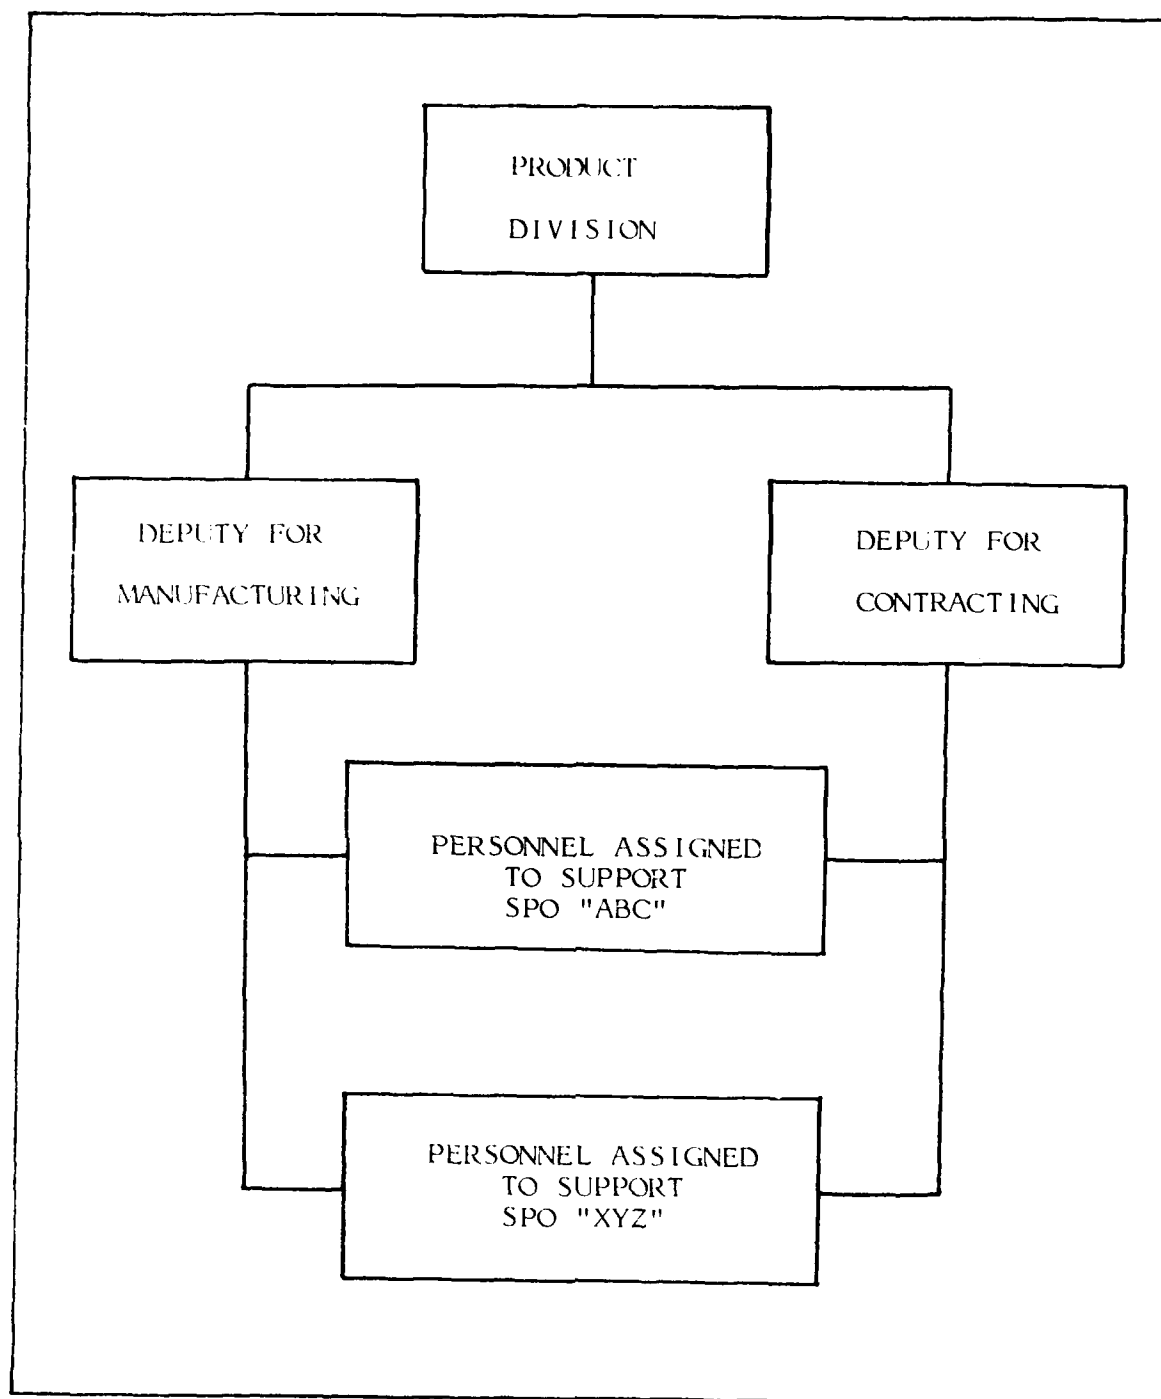 PRODUCT
DIVISION
DEPUTY FOR
MANUFACTURING
DEPUTY FOR
CONTRACTING
PERSONNEL ASSIGNED
TO SUPPORT
SPO "ABC"
PERSONNEL ASSIGNED
TO SUPPORT
SPO "XYZ"